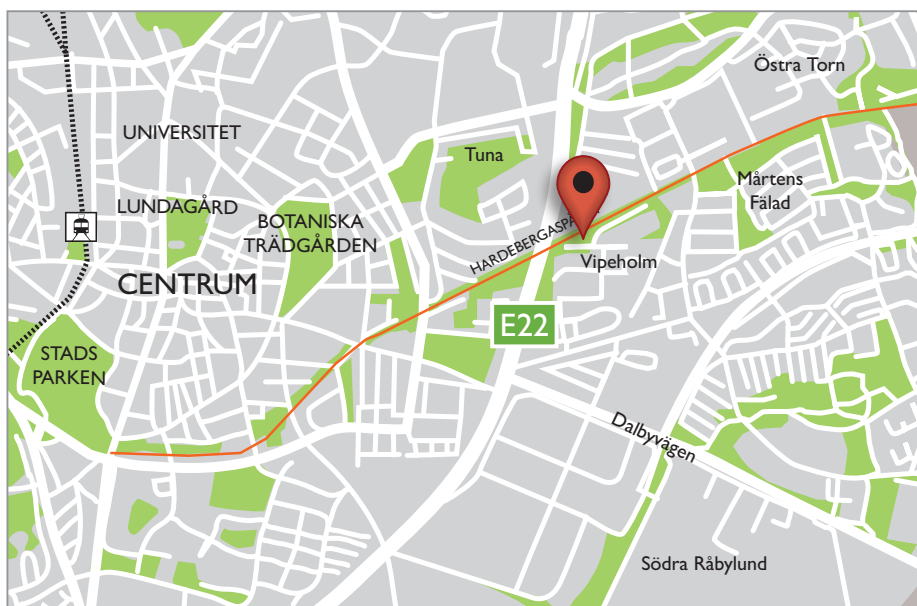 Östra Torn
UNIVERSITET
Tuna
Mårtens
Fälad
LUNDAGÅRD
BOTANISKA
TRÄDGÅRDEN
Vipeholm
CENTRUM
E22
STADS
PARKEN
Dalbyvägen
Södra Råbylund